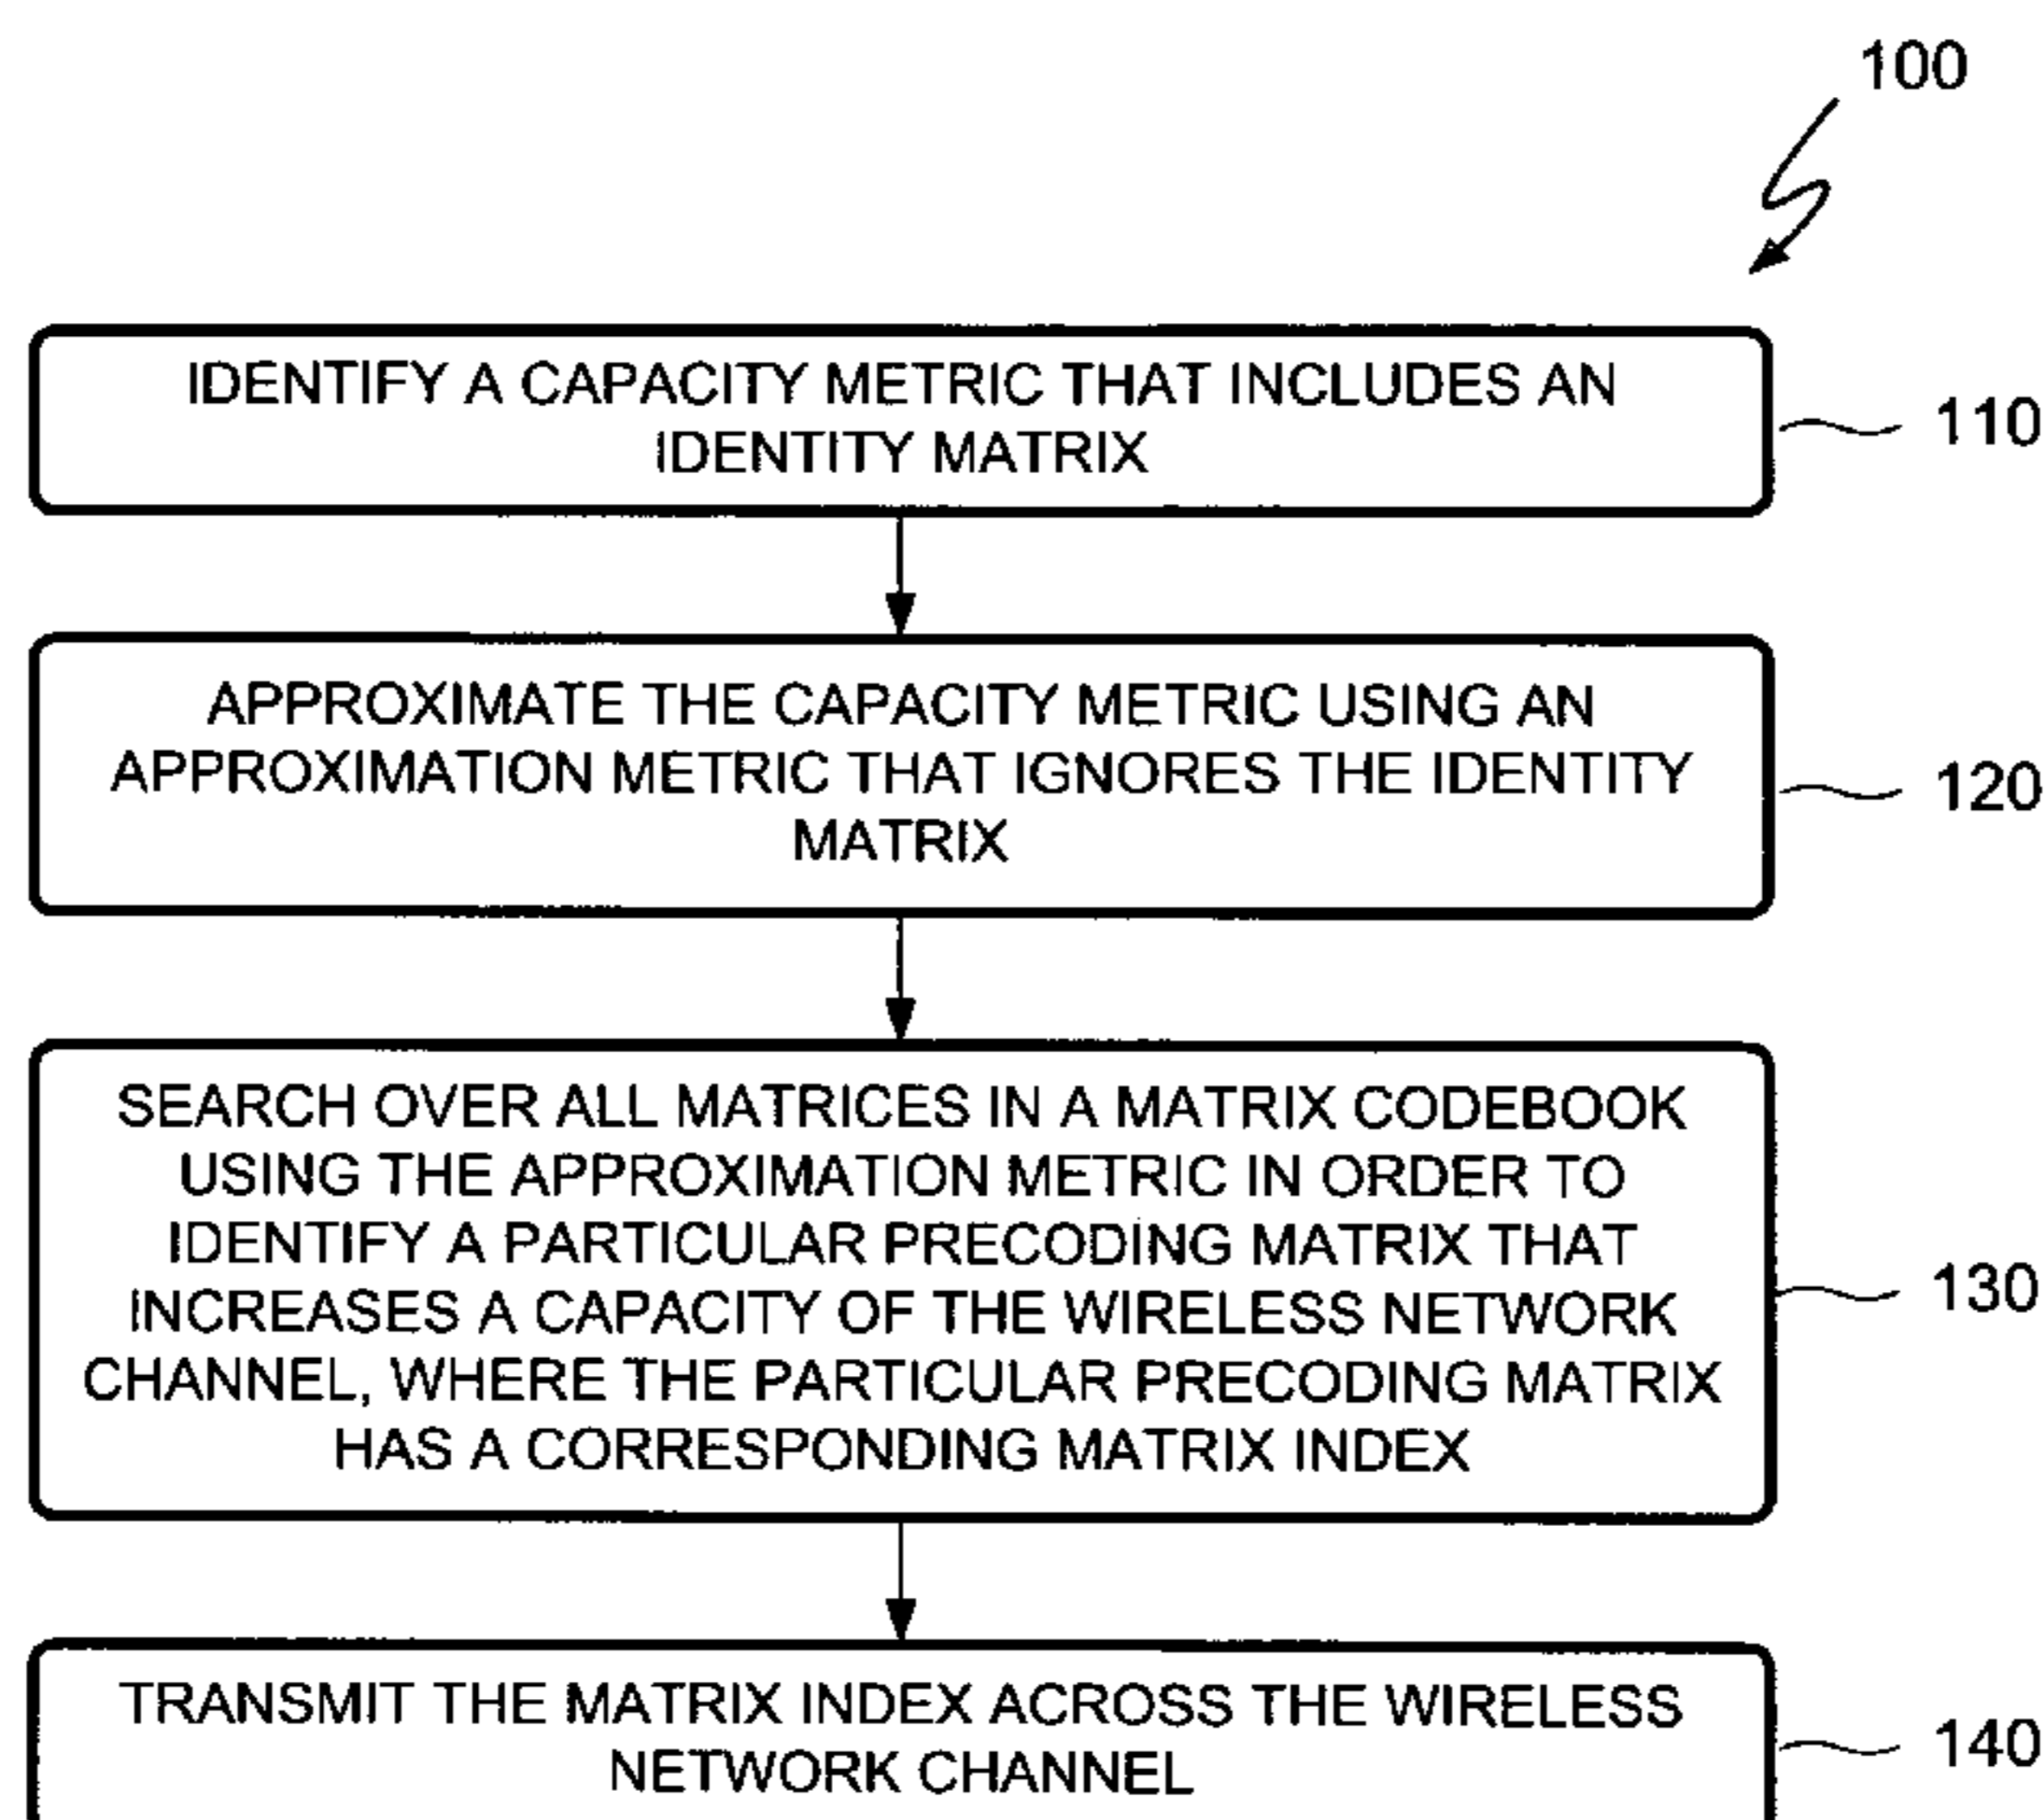 100
IDENTIFY A CAPACITY METRIC THAT INCLUDES AN
IDENTITY MATRIX
110
APPROXIMATE THE CAPACITY METRIC USING AN
APPROXIMATION METRIC THAT IGNORES THE IDENTITY
MATRIX
120
SEARCH OVER ALL MATRICES IN A MATRIX CODEBOOK
USING THE APPROXIMATION METRIC IN ORDER TO
IDENTIFY A PARTICULAR PRECODING MATRIX THAT
INCREASES A CAPACITY OF THE WIRELESS NETWORK
CHANNEL, WHERE THE PARTICULAR PRECODING MATRIX
HAS A CORRESPONDING MATRIX INDEX
130
TRANSMIT THE MATRIX INDEX ACROSS THE WIRELESS
NETWORK CHANNEL
140